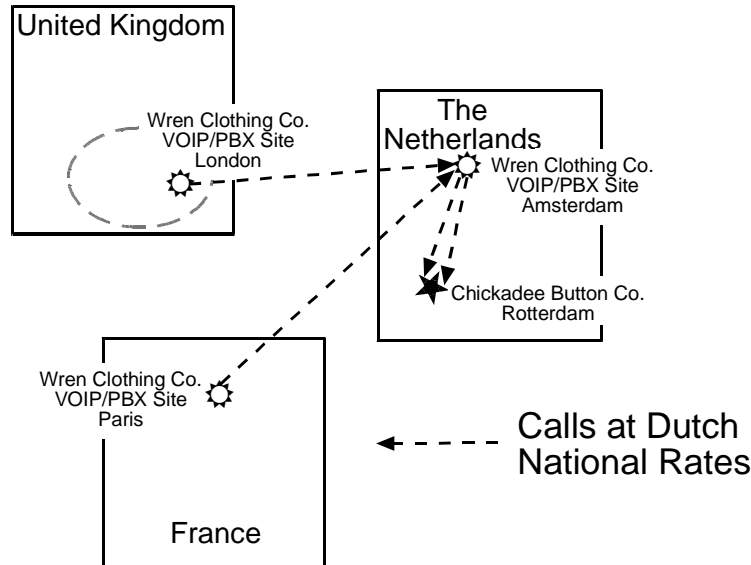 United Kingdom
Wren Clothing Co.
VOIP/PBX Site
London
The
Netherlands
Wren Clothing Co.
VOIP/PBX Site
Amsterdam
Chickadee Button Co.
Rotterdam
Wren Clothing Co.
VOIP/PBX Site
Paris
France
Calls at Dutch
National Rates